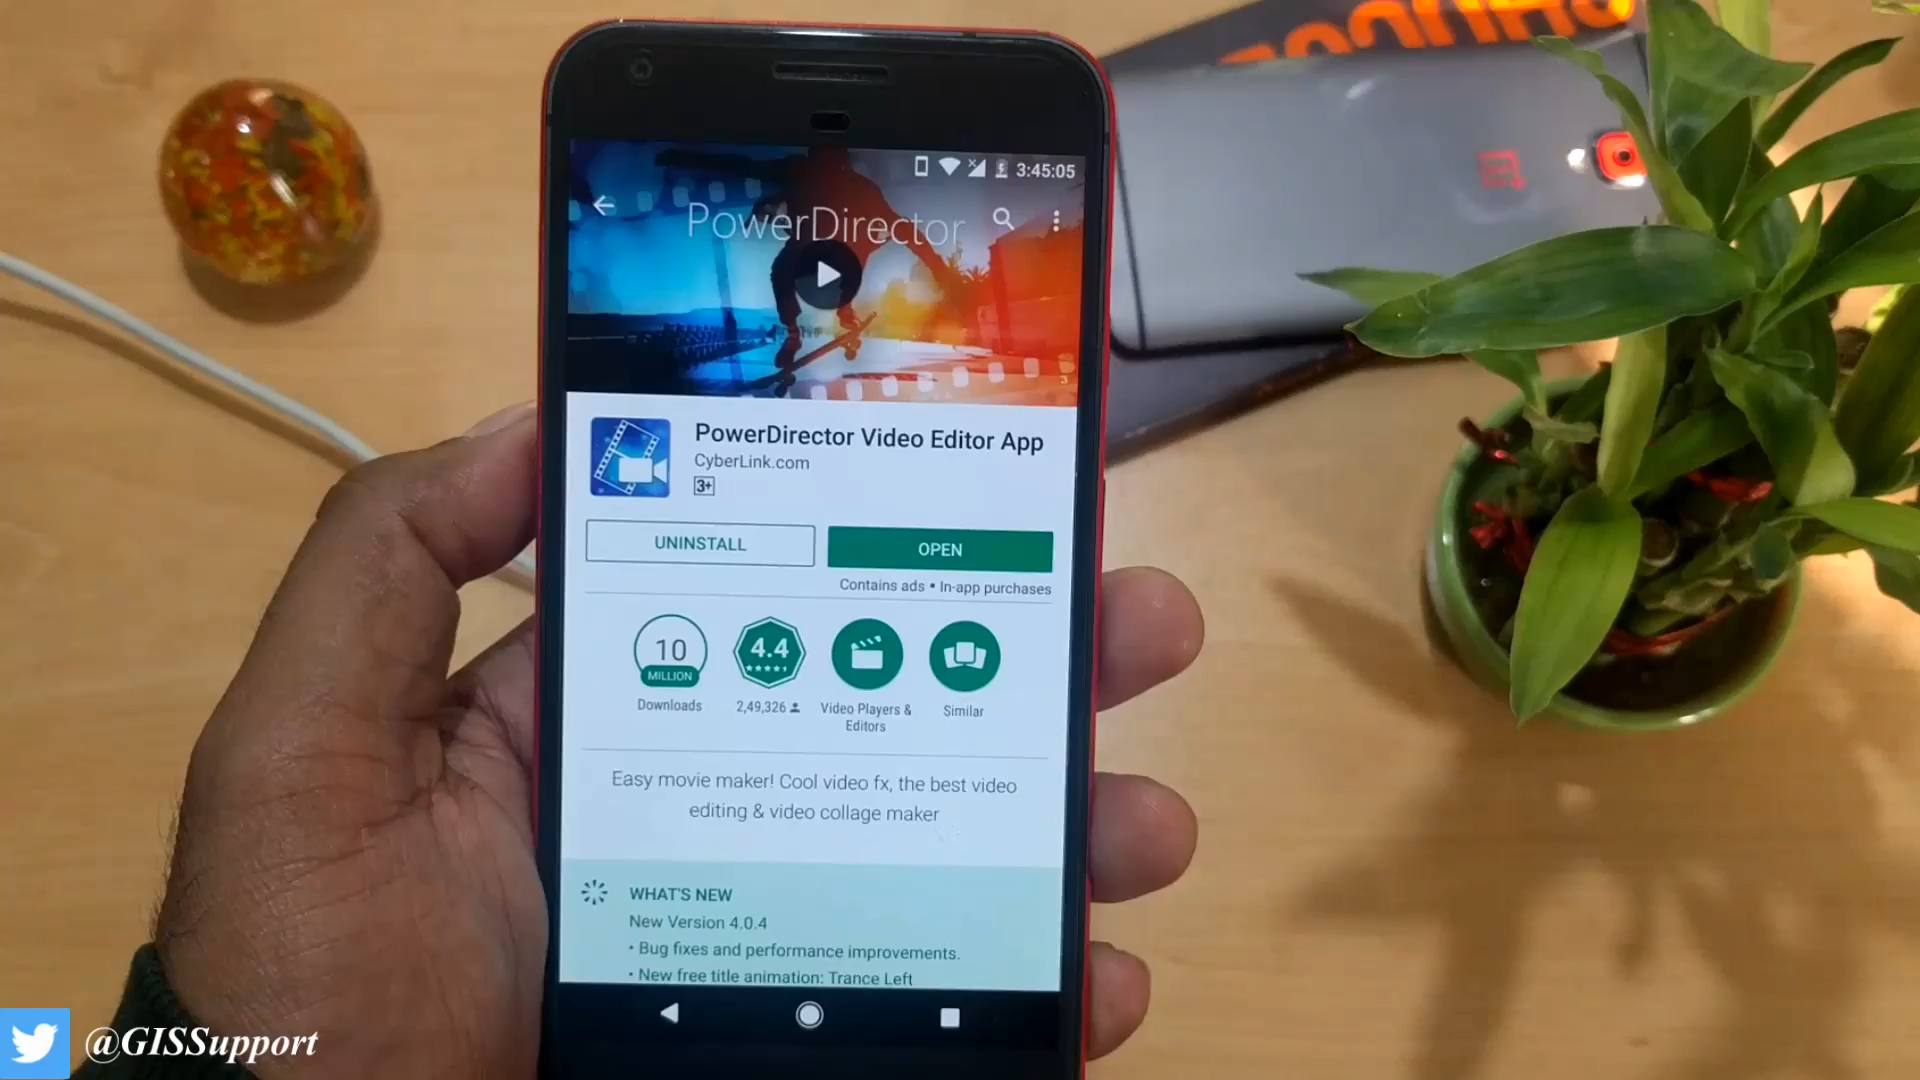 3:45:05
PowerDirector
PowerDirector Video Editor App
CyberLink.com
3+
UNINSTALL
OPEN
Contains ads • In-app purchases
10
MILLION
Downloads
4.4
2,49,326
Video Players &
Editors
Similar
Easy movie maker! Cool video fx, the best video
editing & video collage maker
WHAT'S NEW
New Version 4.0.4
• Bug fixes and performance improvements.
• New free title animation: Trance Left
@GISSupport